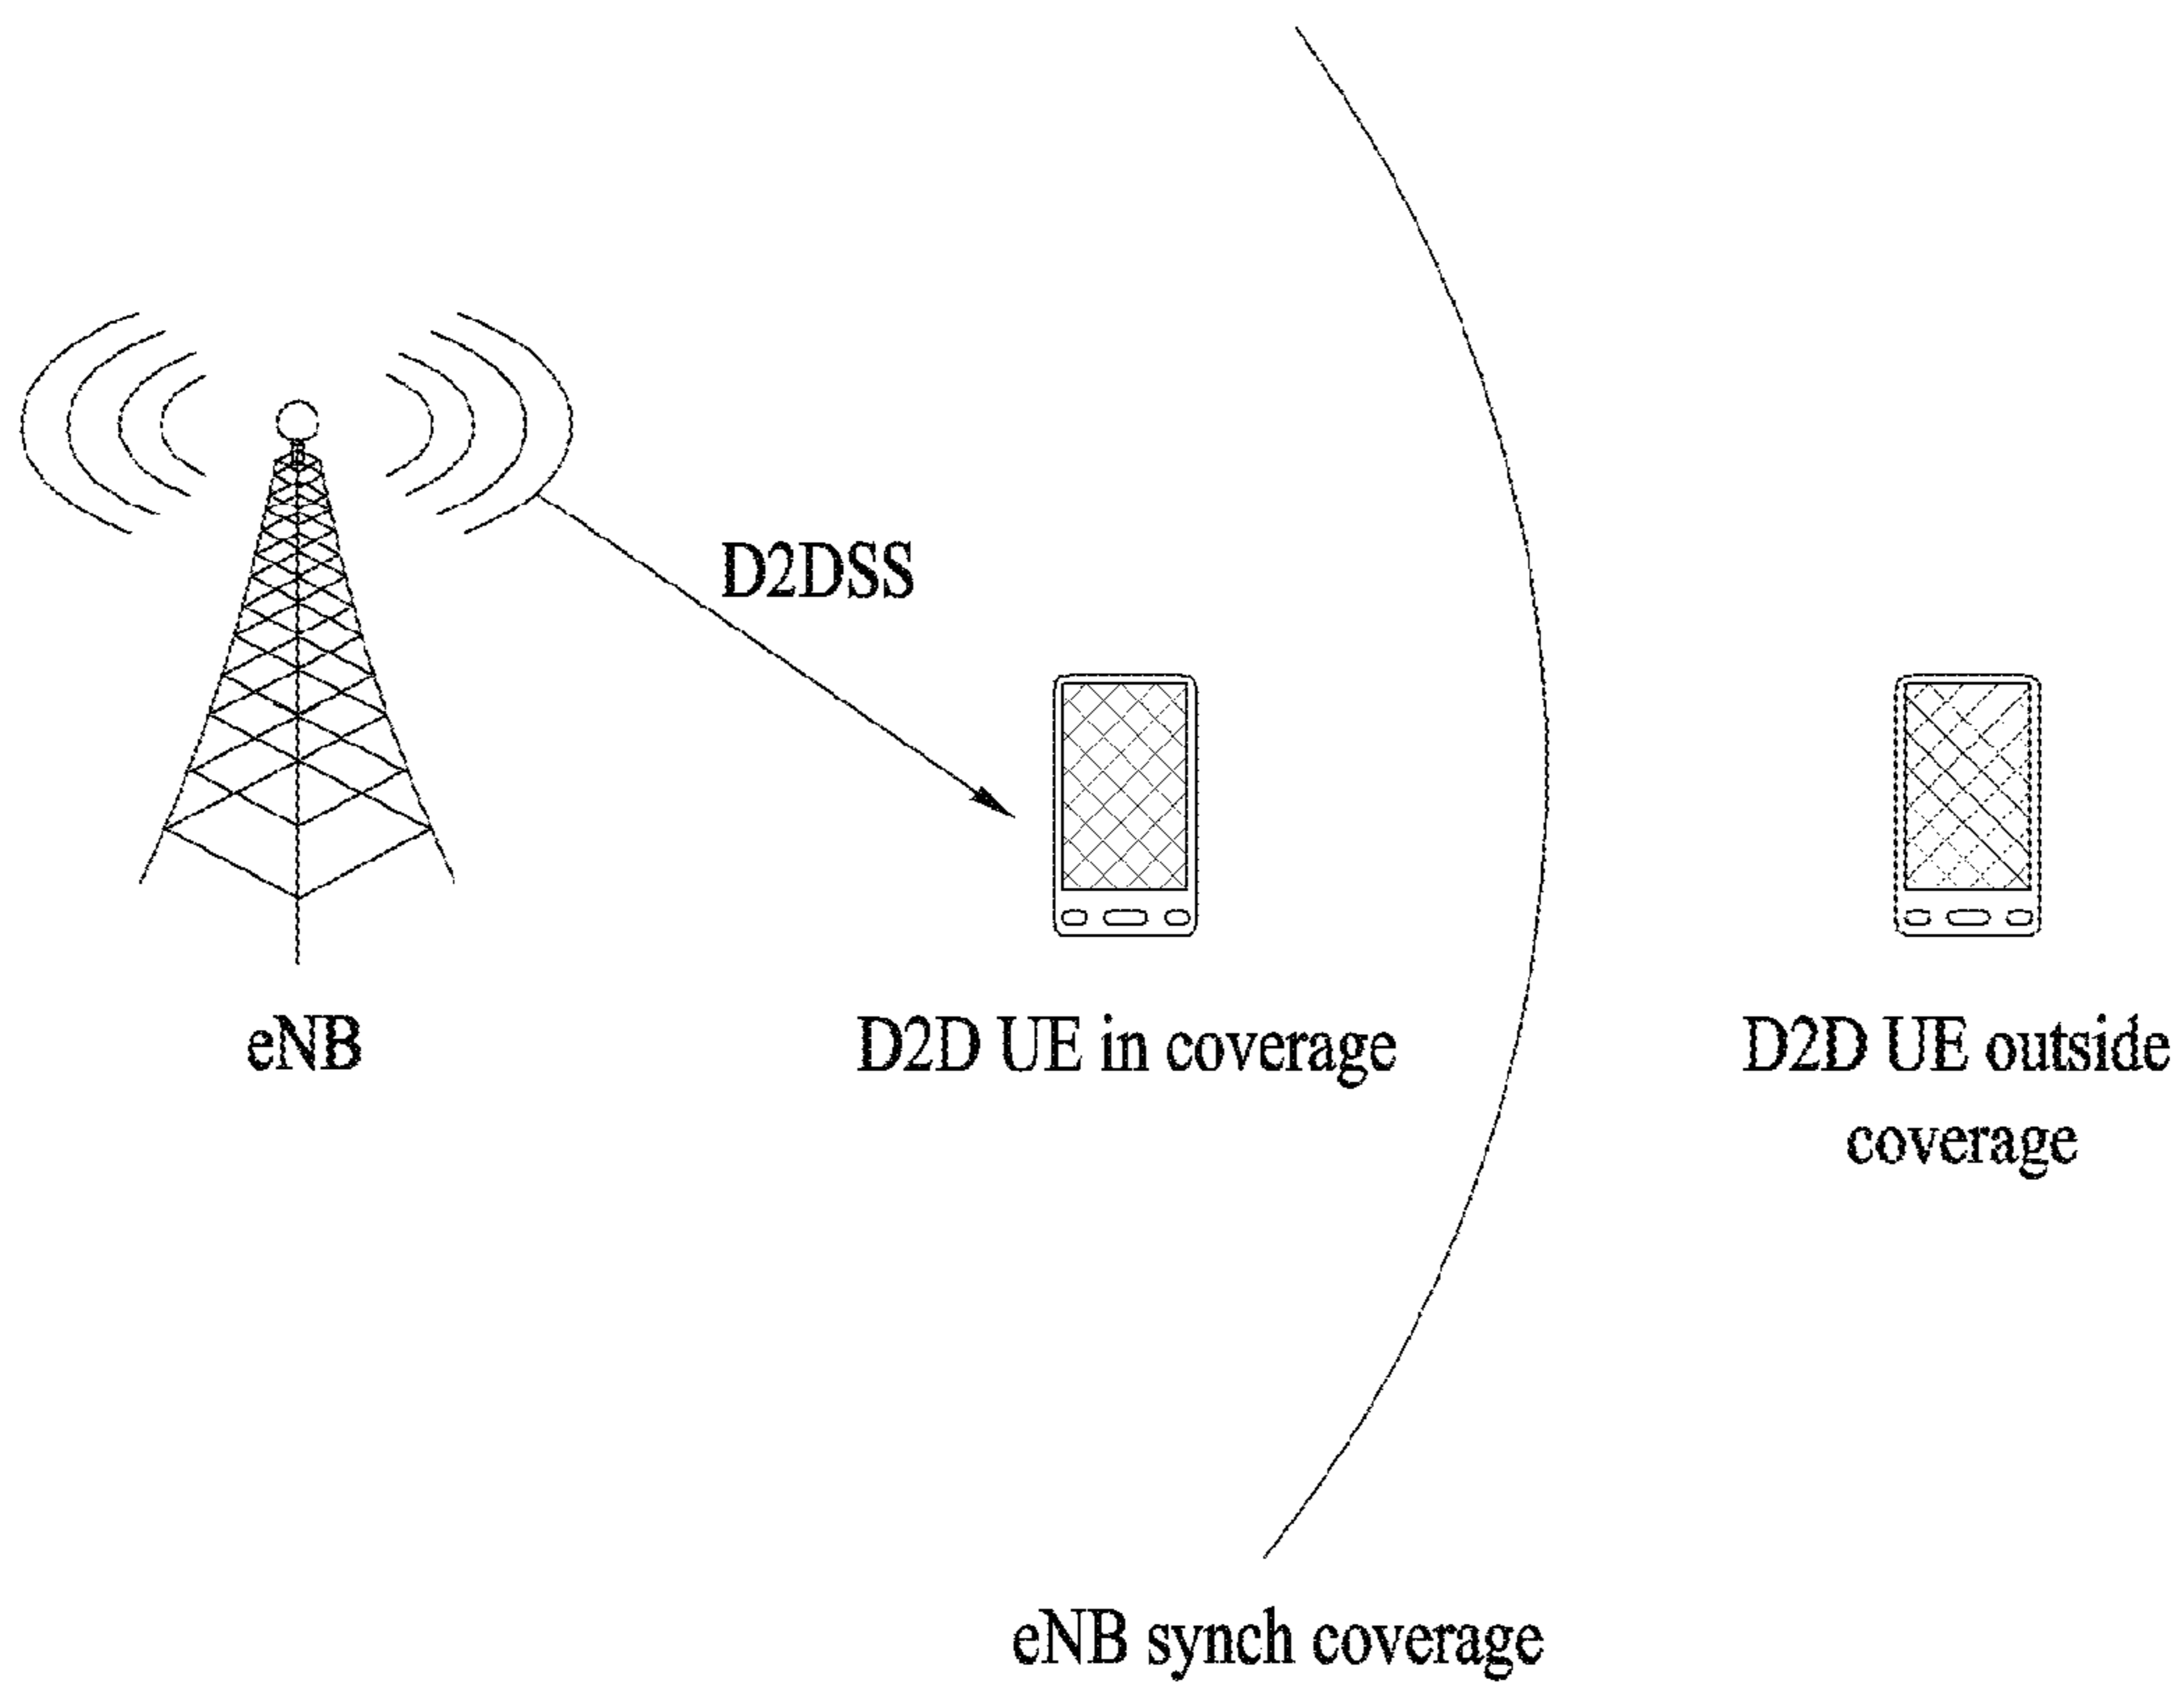 D2DSS
eNB
D2D UE in coverage
D2D UE outside
coverage
eNB synch coverage